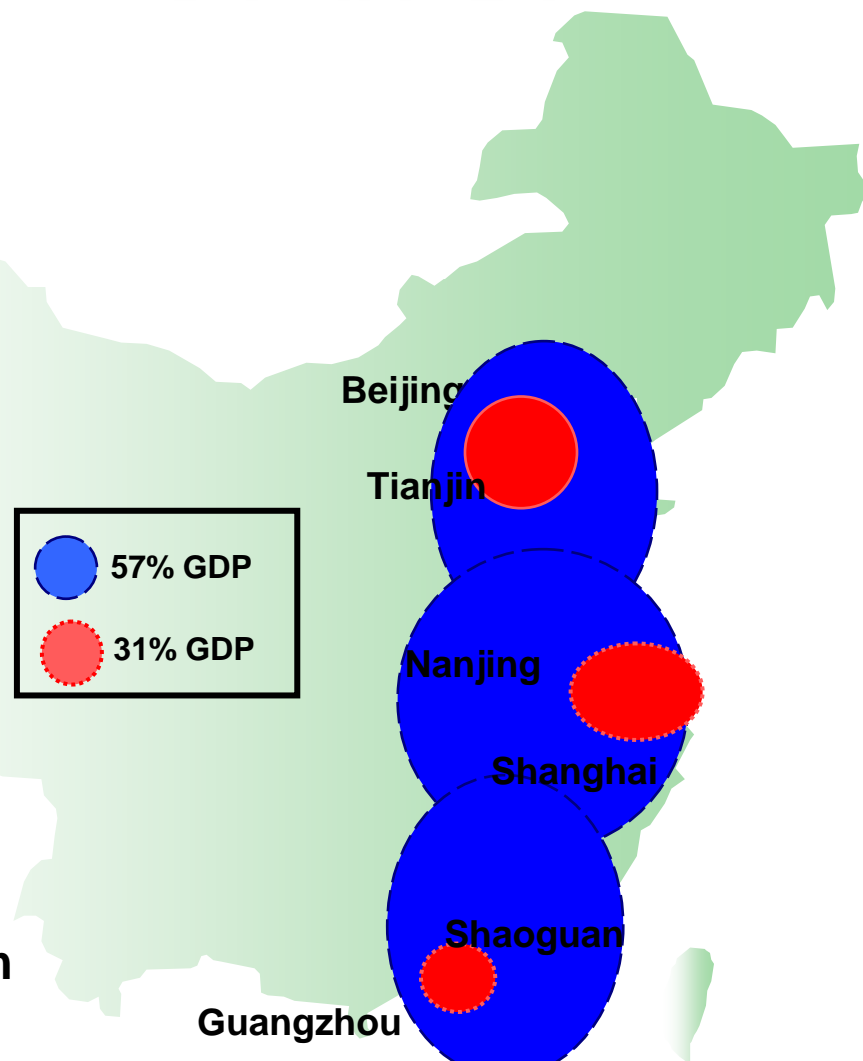 Beijing
Tianjin
57% GDP
31% GDP
Nanjing
Shanghai
Shaoguan
n
Guangzhou